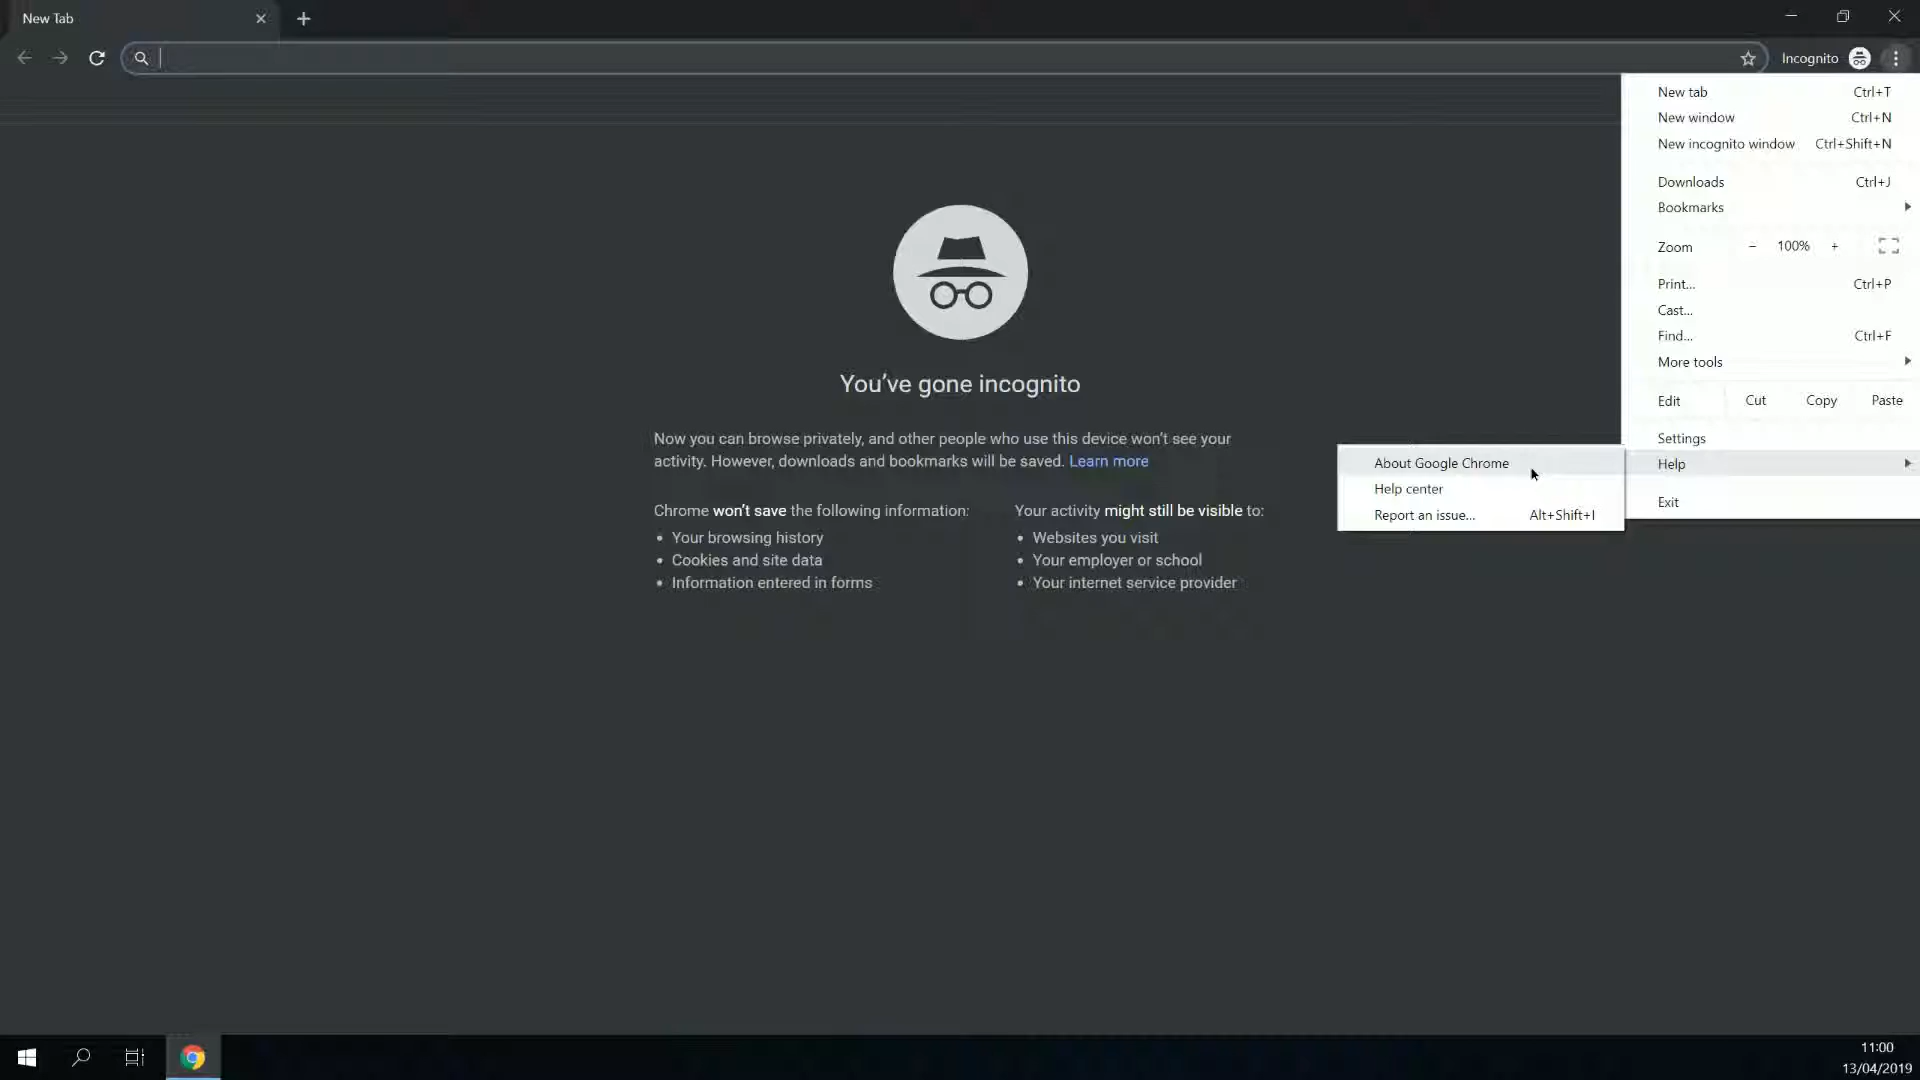 New Tab
Incognito
New tab Ctrl+T
New window Ctrl+N
New incognito window Ctrl+Shift+N
Downloads Ctrl+J
Bookmarks
Zoom - 100% +
Print... Ctrl+P
Cast...
Find... Ctrl+F
More tools
Edit Cut Copy Paste
Settings
Help
Exit
About Google Chrome
Help center
Report an issue... Alt+Shift+I
You've gone incognito
Now you can browse privately, and other people who use this device won't see your
activity. However, downloads and bookmarks will be saved. Learn more
Chrome won't save the following information:
• Your browsing history
• Cookies and site data
• Information entered in forms
Your activity might still be visible to:
• Websites you visit
• Your employer or school
• Your internet service provider
11:00
13/04/2019